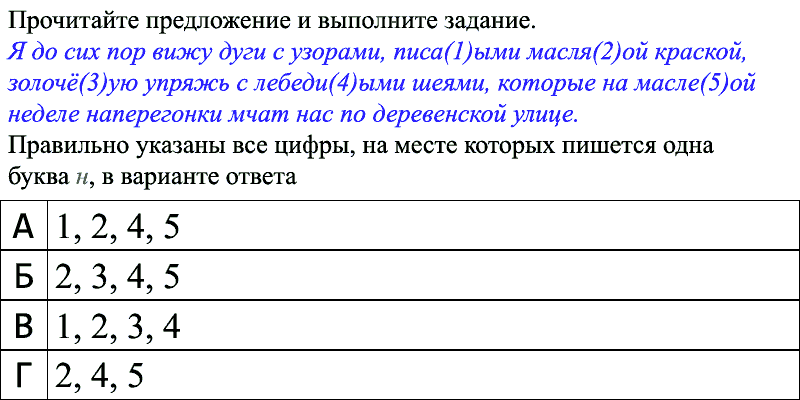 Прочитайте предложение и выполните задание.
Я до сих пор вижу дуги с узорами, писа(1)ыми масля(2)ой краской,
золочё(3)ую упряжь с лебеди(4)ыми шеями, которые на масле(5)ой
неделе наперегонки мчат нас по деревенской улице.
Правильно указаны все цифры, на месте которых пишется одна
буква н, в варианте ответа
А 1, 2, 4, 5
Б 2, 3, 4, 5
В 1, 2, 3, 4
Г 2, 4, 5